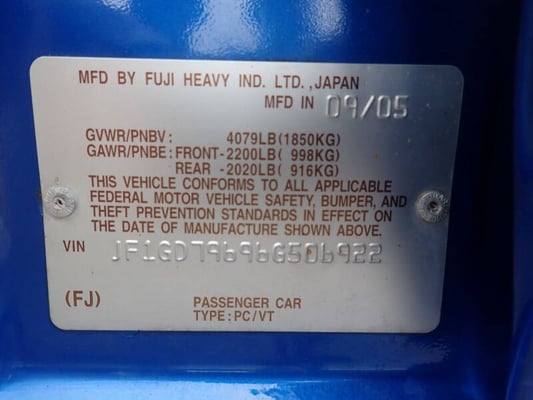 MFD BY FUJI HEAVY IND. LTD.,JAPAN
MFD IN 09/05
GVWR/PNBV: 4079LB(1850KG)
GAWR/PNBE: FRONT-2200LB( 998KG)
REAR -2020LB( 916KG)
THIS VEHICLE CONFORMS TO ALL APPLICABLE
FEDERAL MOTOR VEHICLE SAFETY, BUMPER, AND
THEFT PREVENTION STANDARDS IN EFFECT ON
THE DATE OF MANUFACTURE SHOWN ABOVE.
VIN JF1GD79696G506922
(FJ) PASSENGER CAR
TYPE:PC/VT